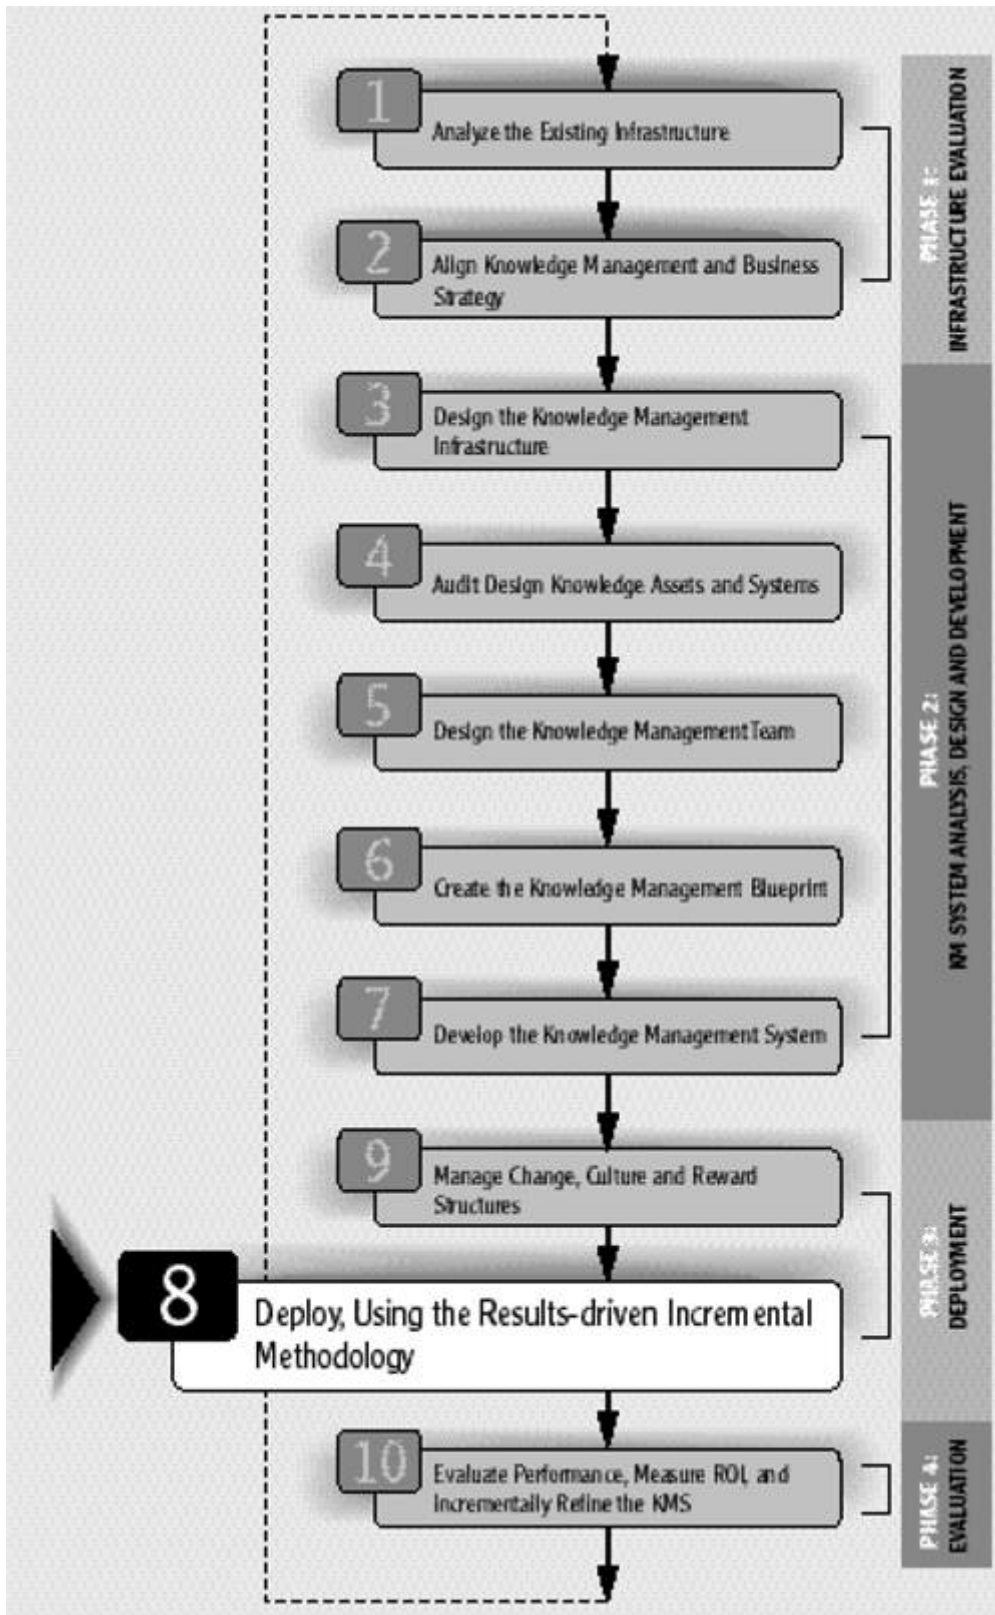 1
Analyze the Existing Infrastructure
2
Align Knowledge Management and Business
Strategy
3
Design the Knowledge Management
Infrastructure
4
Audit Design Knowledge Assets and Systems
5
Design the Knowledge Management Team
6
Create the Knowledge Management Blueprint
7
Develop the Knowledge Management System
9
Manage Change, Culture and Reward
Structures
8
Deploy, Using the Results-driven Incremental
Methodology
10
Evaluate Performance, Measure ROI, and
Incrementally Refine the KMS
PHASE 1:
INFRASTRUCTURE EVALUATION
PHASE 2:
KM SYSTEM ANALYSIS, DESIGN AND DEVELOPMENT
PHASE 3:
DEPLOYMENT
PHASE 4:
EVALUATION